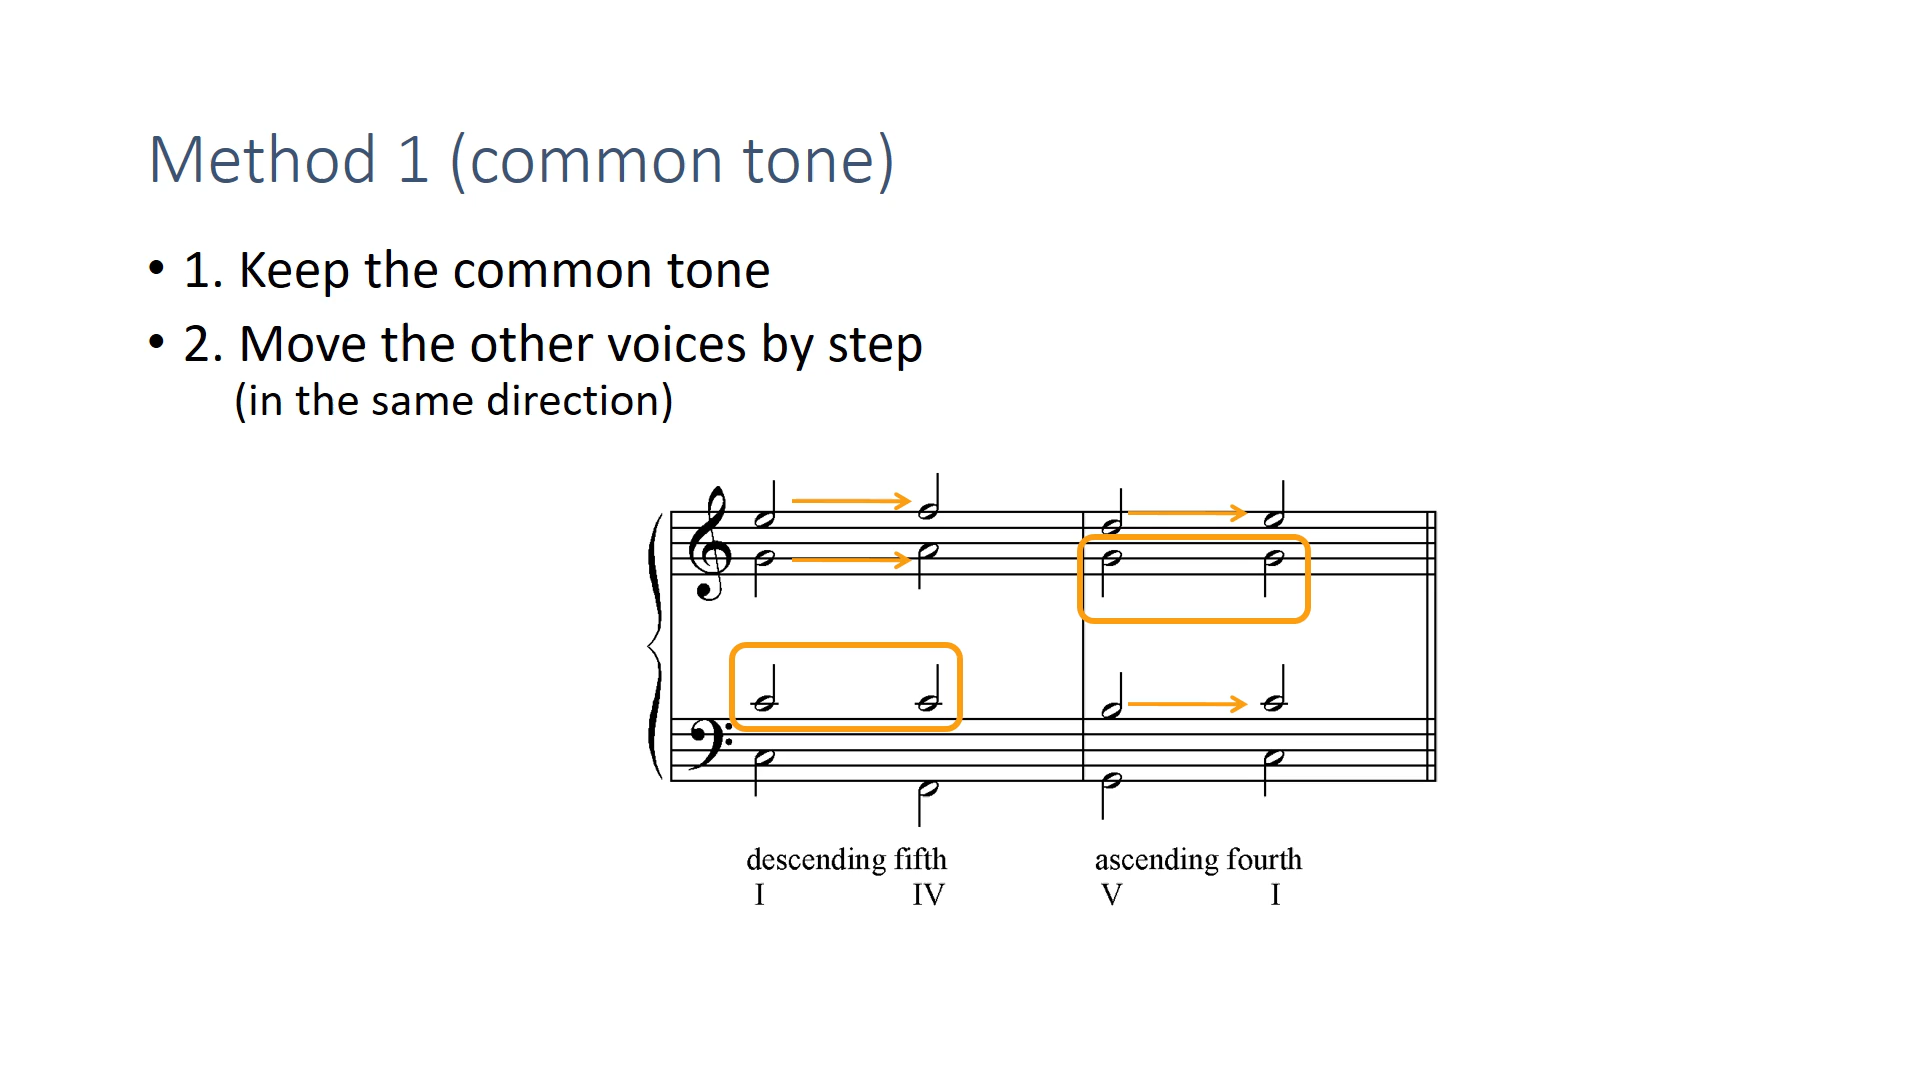 Method 1 (common tone)
• 1. Keep the common tone
• 2. Move the other voices by step
(in the same direction)
descending fifth
ascending fourth
I IV V I